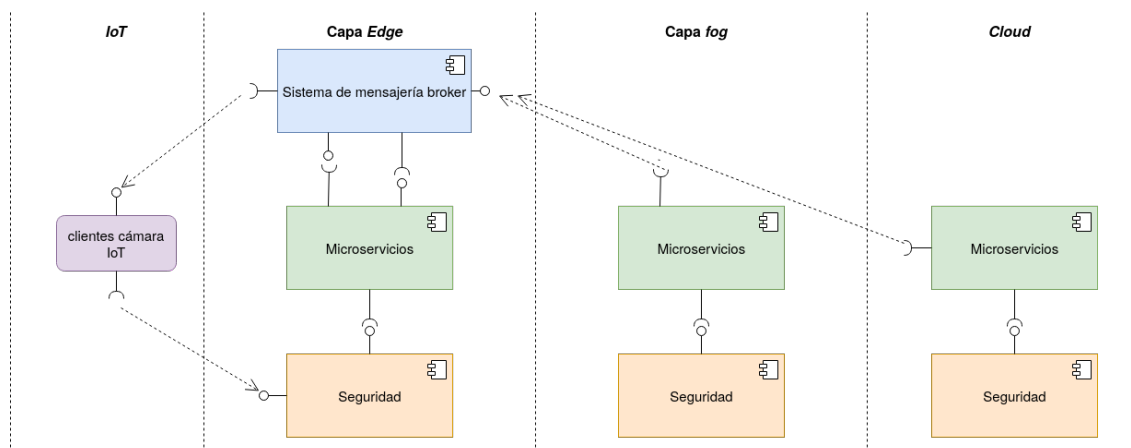 IoT
Capa Edge
Capa fog
Cloud
Sistema de mensajería broker
clientes cámara
IoT
Microservicios
Microservicios
Microservicios
Seguridad
Seguridad
Seguridad